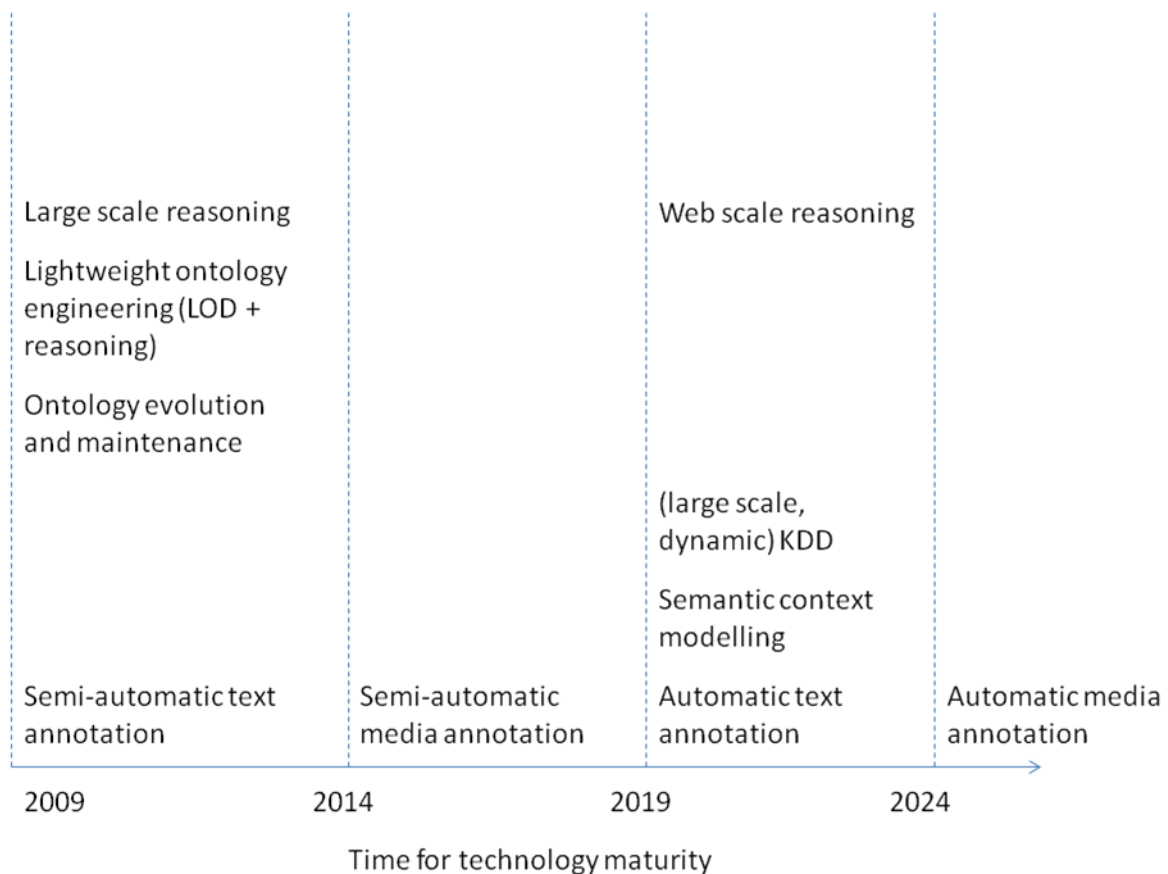 Large scale reasoning
Lightweight ontology
engineering (LOD +
reasoning)
Ontology evolution
and maintenance
Semi-automatic text
annotation
Semi-automatic
media annotation
Web scale reasoning
(large scale,
dynamic) KDD
Semantic context
modelling
Automatic text
annotation
Automatic media
annotation
2009
2014
2019
2024
Time for technology maturity